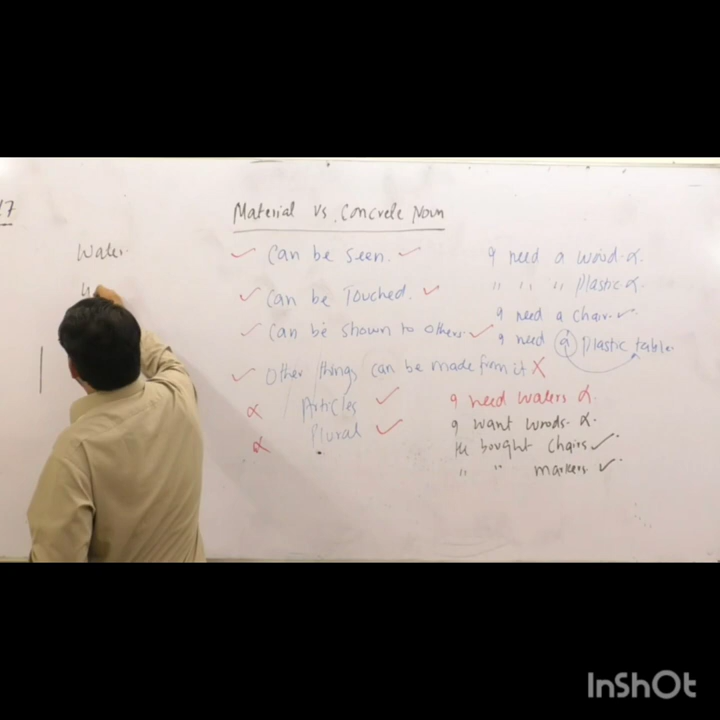 17
Material vs Concrete Noun
Water
✓ Can be seen. ✓
I need a wood. x
✓ Can be Touched. ✓
" " " Plastic x
✓ Can be shown to others. ✓
I need a chair ✓
I need a plastic table
✓ Other things can be made from it X
x Articles ✓
I need waters x
x Plural ✓
I want woods. x
He bought chairs ✓
" " markers ✓
InShOt